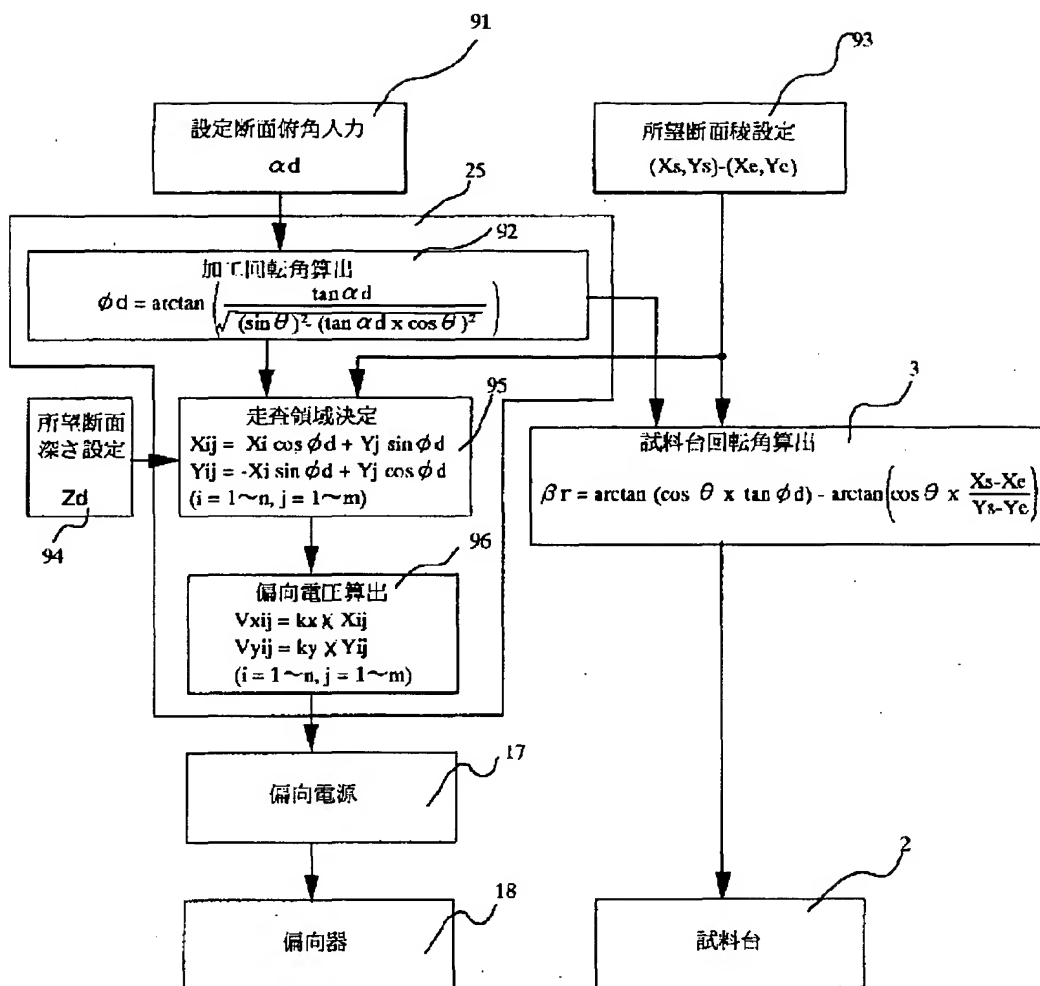 91
93
設定断面俯角入力
αd
所望断面稜設定
(Xs,Ys)-(Xe,Yc)
25
92
加工回転角算出
φd = arctan ( tan αd / √(sin θ)²- (tan αd x cos θ)² )
95
3
所望断面
深さ設定
Zd
94
走査領域決定
Xij = Xi cos φd + Yj sin φd
Yij = -Xj sin φd + Yj cos φd
(i = 1～n, j = 1～m)
試料台回転角算出
βr = arctan (cos θ x tan φd) - arctan(cos θ x Xs-Xe / Ys-Yc)
96
偏向電圧算出
Vxij = kx X Xij
Vyij = ky X Yij
(i = 1～n, j = 1～m)
17
偏向電源
18
2
偏向器
試料台